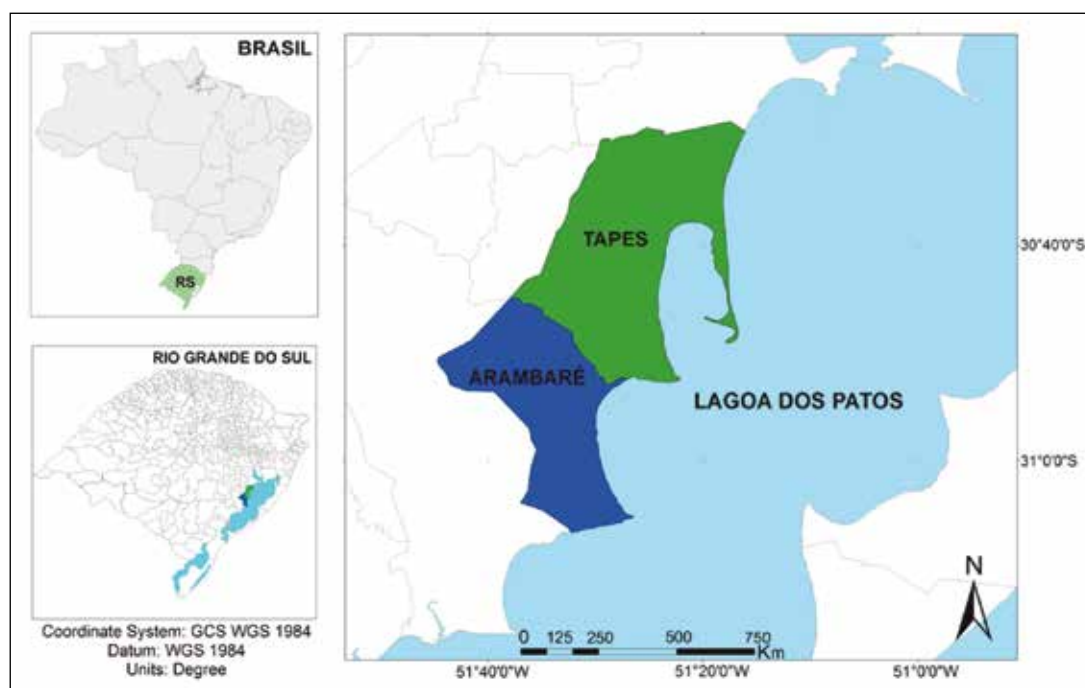 BRASIL
RS
RIO GRANDE DO SUL
Coordinate System: GCS WGS 1984
Datum: WGS 1984
Units: Degree
TAPES
ARAMBARÉ
LAGOA DOS PATOS
30°40'0"S
31°0'0"S
N
0 125 250 500 750
Km
51°40'0"W 51°20'0"W 51°0'0"W